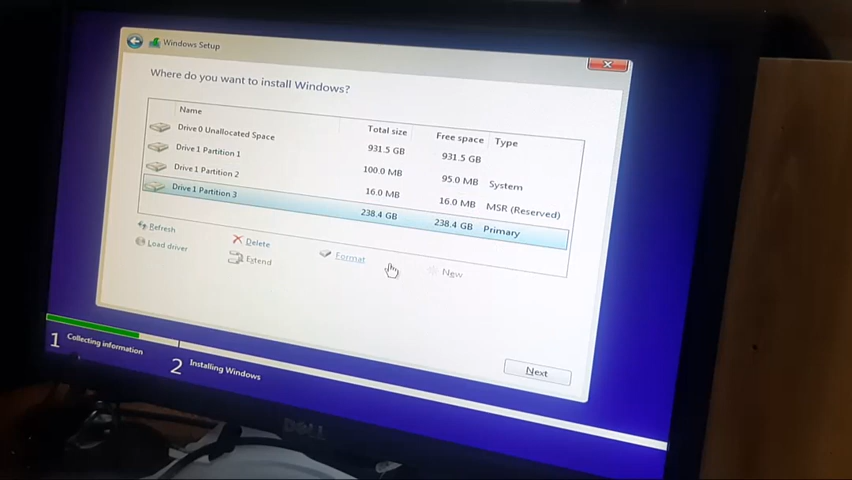 Windows Setup
Where do you want to install Windows?
Name Total size Free space Type
Drive 0 Unallocated Space 931.5 GB 931.5 GB
Drive 1 Partition 1 100.0 MB 95.0 MB System
Drive 1 Partition 2 16.0 MB 16.0 MB MSR (Reserved)
Drive 1 Partition 3 238.4 GB 238.4 GB Primary
Refresh Delete Format New
Load driver Extend
Next
1 Collecting information
2 Installing Windows
DELL